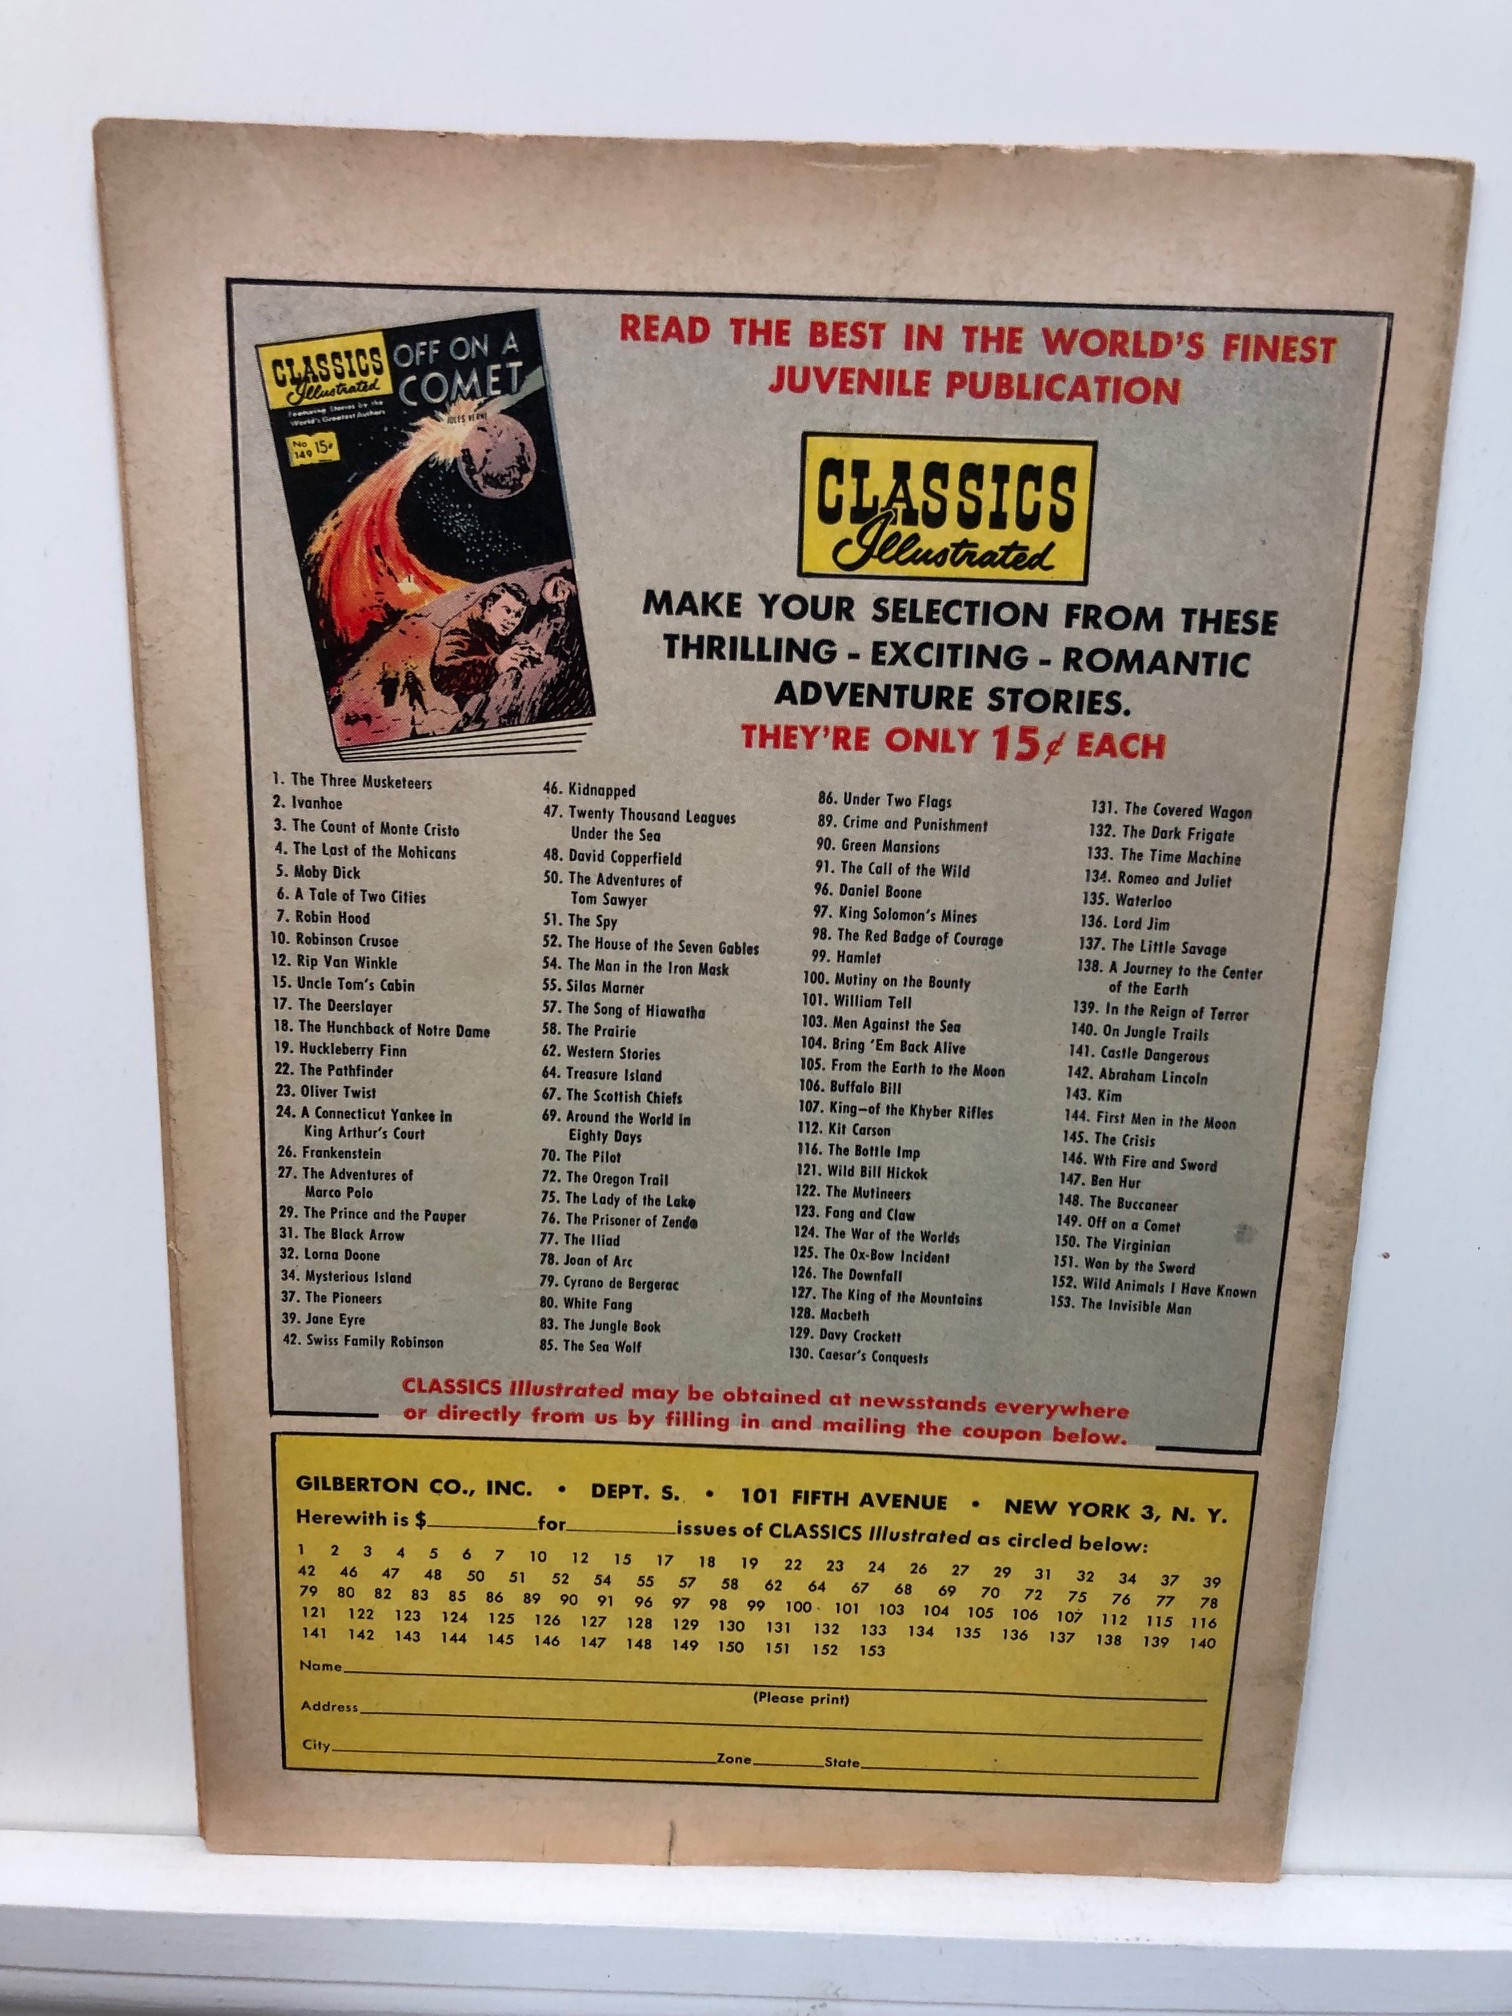 CLASSICS
Illustrated
Featuring Stories by the
World's Greatest Authors
No
149
15¢
OFF ON A
COMET
JULES VERNE
READ THE BEST IN THE WORLD'S FINEST
JUVENILE PUBLICATION
CLASSICS
Illustrated
MAKE YOUR SELECTION FROM THESE
THRILLING - EXCITING - ROMANTIC
ADVENTURE STORIES.
THEY'RE ONLY 15¢ EACH
1. The Three Musketeers
2. Ivanhoe
3. The Count of Monte Cristo
4. The Last of the Mohicans
5. Moby Dick
6. A Tale of Two Cities
7. Robin Hood
10. Robinson Crusoe
12. Rip Van Winkle
15. Uncle Tom's Cabin
17. The Deerslayer
18. The Hunchback of Notre Dame
19. Huckleberry Finn
22. The Pathfinder
23. Oliver Twist
24. A Connecticut Yankee in
King Arthur's Court
26. Frankenstein
27. The Adventures of
Marco Polo
29. The Prince and the Pauper
31. The Black Arrow
32. Lorna Doone
34. Mysterious Island
37. The Pioneers
39. Jane Eyre
42. Swiss Family Robinson
46. Kidnapped
47. Twenty Thousand Leagues
Under the Sea
48. David Copperfield
50. The Adventures of
Tom Sawyer
51. The Spy
52. The House of the Seven Gables
54. The Man in the Iron Mask
55. Silas Marner
57. The Song of Hiawatha
58. The Prairie
62. Western Stories
64. Treasure Island
67. The Scottish Chiefs
69. Around the World in
Eighty Days
70. The Pilot
72. The Oregon Trail
75. The Lady of the Lake
76. The Prisoner of Zenda
77. The Iliad
78. Joan of Arc
79. Cyrano de Bergerac
80. White Fang
83. The Jungle Book
85. The Sea Wolf
86. Under Two Flags
89. Crime and Punishment
90. Green Mansions
91. The Call of the Wild
96. Daniel Boone
97. King Solomon's Mines
98. The Red Badge of Courage
99. Hamlet
100. Mutiny on the Bounty
101. William Tell
103. Men Against the Sea
104. Bring 'Em Back Alive
105. From the Earth to the Moon
106. Buffalo Bill
107. King—of the Khyber Rifles
112. Kit Carson
116. The Bottle Imp
121. Wild Bill Hickok
122. The Mutineers
123. Fang and Claw
124. The War of the Worlds
125. The Ox-Bow Incident
126. The Downfall
127. The King of the Mountains
128. Macbeth
129. Davy Crockett
130. Caesar's Conquests
131. The Covered Wagon
132. The Dark Frigate
133. The Time Machine
134. Romeo and Juliet
135. Waterloo
136. Lord Jim
137. The Little Savage
138. A Journey to the Center
of the Earth
139. In the Reign of Terror
140. On Jungle Trails
141. Castle Dangerous
142. Abraham Lincoln
143. Kim
144. First Men in the Moon
145. The Crisis
146. Wth Fire and Sword
147. Ben Hur
148. The Buccaneer
149. Off on a Comet
150. The Virginian
151. Won by the Sword
152. Wild Animals I Have Known
153. The Invisible Man
CLASSICS Illustrated may be obtained at newsstands everywhere
or directly from us by filling in and mailing the coupon below.
GILBERTON CO., INC. • DEPT. S. • 101 FIFTH AVENUE • NEW YORK 3, N. Y.
Herewith is $ for issues of CLASSICS Illustrated as circled below:
1 2 3 4 5 6 7 10 12 15 17 18 19 22 23 24 26 27 29 31 32 34 37 39
42 46 47 48 50 51 52 54 55 57 58 62 64 67 68 69 70 72 75 76 77 78
79 80 82 83 85 86 89 90 91 96 97 98 99 100 101 103 104 105 106 107 112 115 116
121 122 123 124 125 126 127 128 129 130 131 132 133 134 135 136 137 138 139 140
141 142 143 144 145 146 147 148 149 150 151 152 153
Name
(Please print)
Address
City Zone State